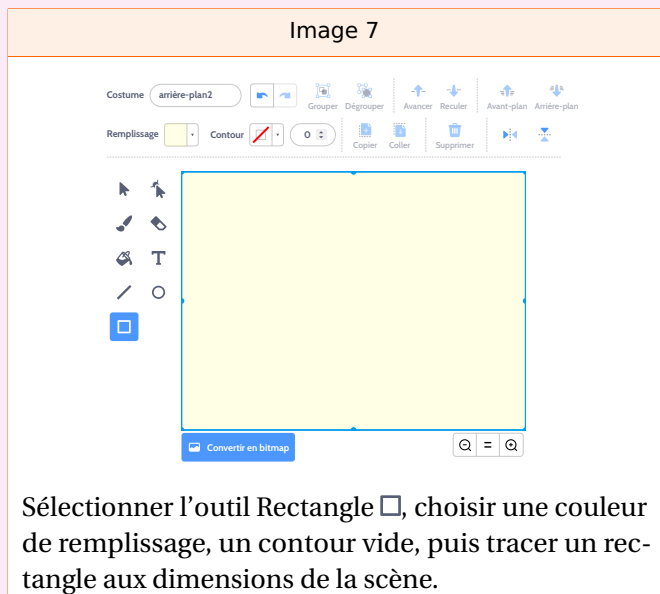 Image 7
Costume arrière-plan2
Grouper Dégrouper Avancer Reculer Avant-plan Arrière-plan
Remplissage Contour 0
Copier Coller Supprimer
T
Convertir en bitmap
=
Sélectionner l'outil Rectangle , choisir une couleur
de remplissage, un contour vide, puis tracer un rec-
tangle aux dimensions de la scène.